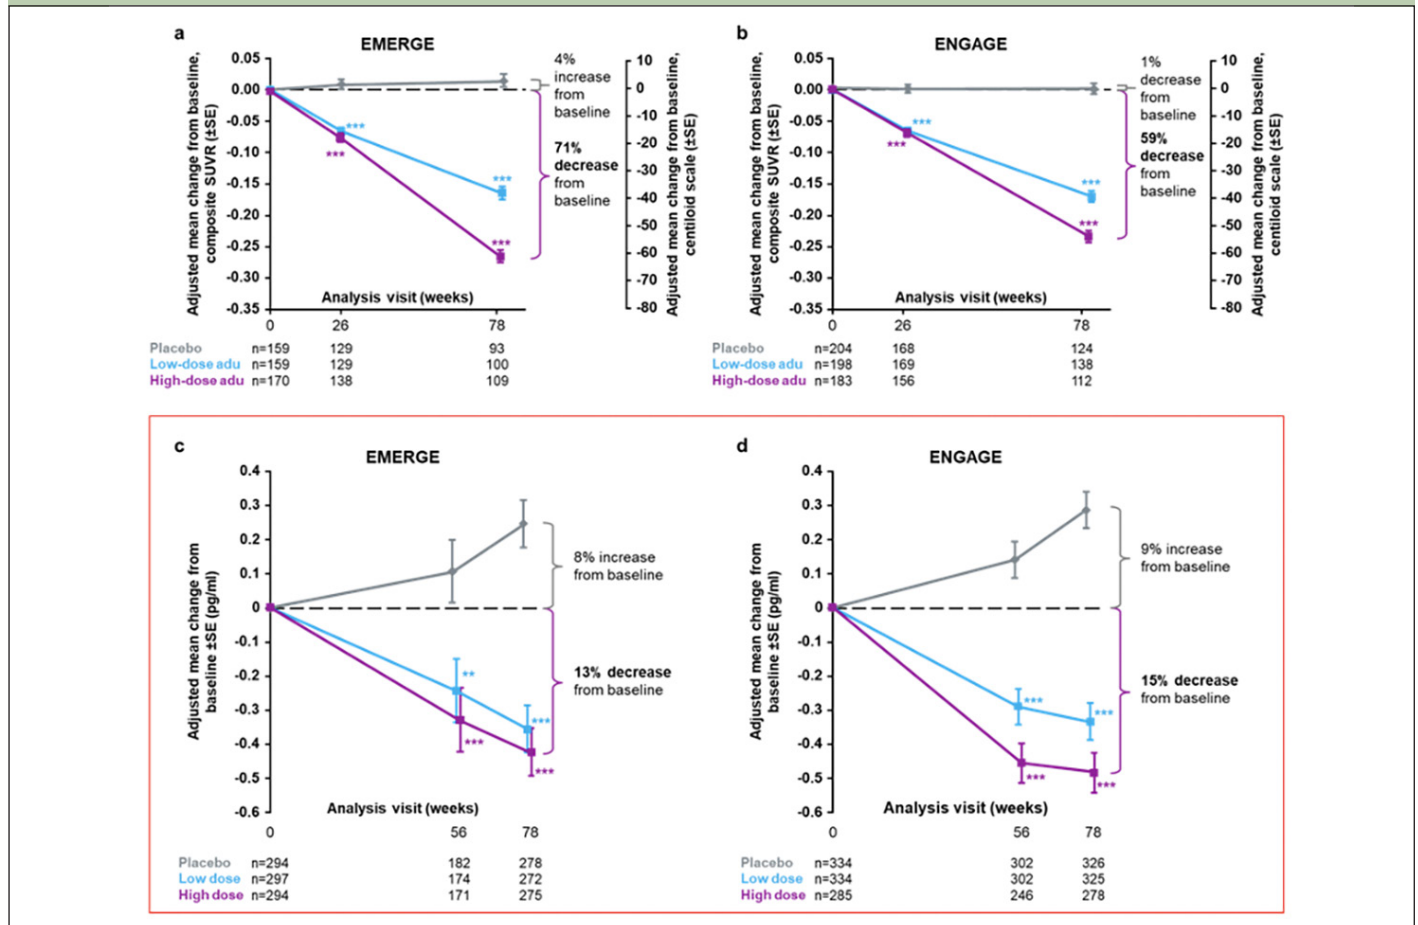 a
EMERGE
Adjusted mean change from baseline,
composite SUVR (±SE)
0.05
0.00
-0.05
-0.10
-0.15
-0.20
-0.25
-0.30
-0.35
***
***
***
***
4%
increase
from
baseline
71%
decrease
from
baseline
10
0
-10
-20
-30
-40
-50
-60
-70
-80
Adjusted mean change from baseline,
centiloid scale (±SE)
Analysis visit (weeks)
0 26 78
Placebo n=159 129 93
Low-dose adu n=159 129 100
High-dose adu n=170 138 109
b
ENGAGE
Adjusted mean change from baseline,
composite SUVR (±SE)
0.05
0.00
-0.05
-0.10
-0.15
-0.20
-0.25
-0.30
-0.35
***
***
***
***
1%
decrease
from
baseline
59%
decrease
from
baseline
10
0
-10
-20
-30
-40
-50
-60
-70
-80
Adjusted mean change from baseline,
centiloid scale (±SE)
Analysis visit (weeks)
0 26 78
Placebo n=204 168 124
Low-dose adu n=198 169 138
High-dose adu n=183 156 112
c
EMERGE
Adjusted mean change from
baseline ±SE (pg/ml)
0.4
0.3
0.2
0.1
0
-0.1
-0.2
-0.3
-0.4
-0.5
-0.6
**
***
***
***
8% increase
from baseline
13% decrease
from baseline
Analysis visit (weeks)
0 56 78
Placebo n=294 182 278
Low dose n=297 174 272
High dose n=294 171 275
d
ENGAGE
Adjusted mean change from
baseline ±SE (pg/ml)
0.4
0.3
0.2
0.1
0
-0.1
-0.2
-0.3
-0.4
-0.5
-0.6
***
***
***
***
9% increase
from baseline
15% decrease
from baseline
Analysis visit (weeks)
0 56 78
Placebo n=334 302 326
Low dose n=334 302 325
High dose n=285 246 278